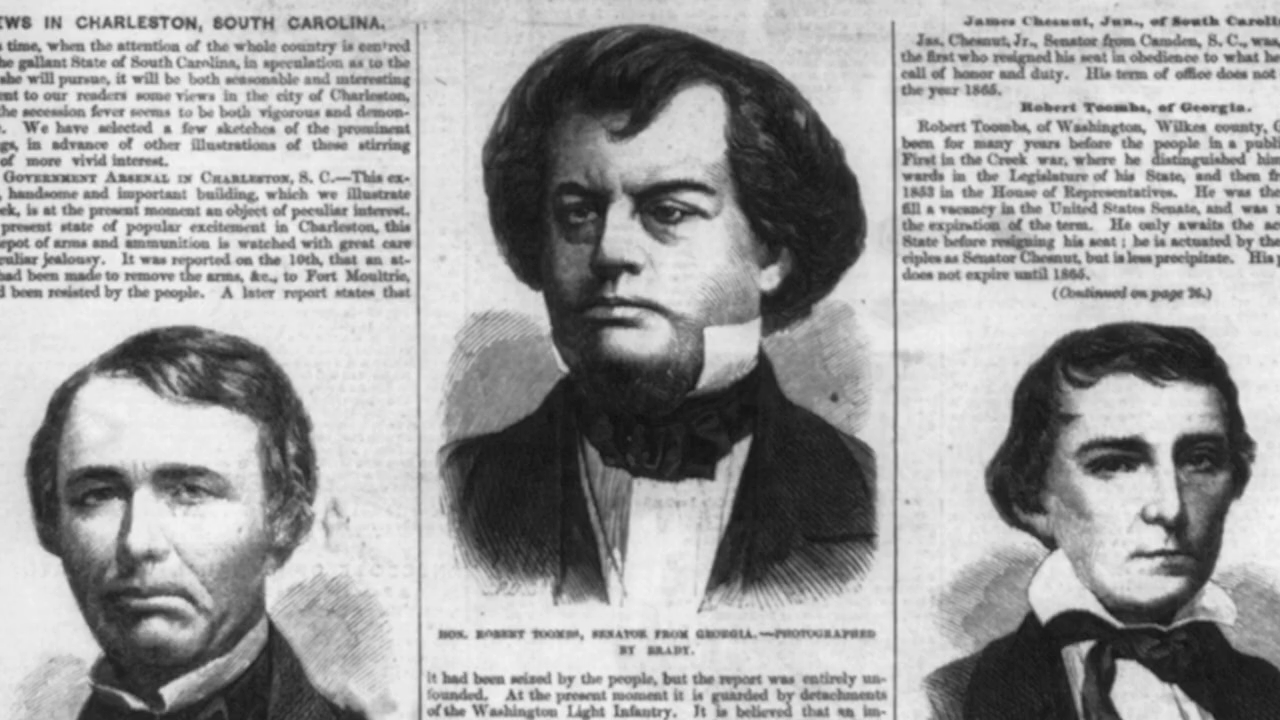 EWS IN CHARLESTON, SOUTH CAROLINA.
time, when the attention of the whole country is centred
he gallant State of South Carolina, in speculation as to the
she will pursue, it will be both seasonable and interesting
ent to our readers some views in the city of Charleston,
the secession fever seems to be both vigorous and demon-
We have selected a few sketches of the prominent
gs, in advance of other illustrations of these stirring
of more vivid interest.
GOVERNMENT ARSENAL IN CHARLESTON, S. C.—This ex-
, handsome and important building, which we illustrate
ek, is at the present moment an object of peculiar interest.
present state of popular excitement in Charleston, this
epot of arms and ammunition is watched with great care
culiar jealousy. It was reported on the 10th, that an at-
had been made to remove the arms, &c., to Fort Moultrie,
d been resisted by the people. A later report states that
HON. ROBERT TOOMBS, SENATOR FROM GEORGIA.—PHOTOGRAPHED
BY BRADY.
it had been seized by the people, but the report was entirely un-
founded. At the present moment it is guarded by detachments
of the Washington Light Infantry. It is believed that an im-
James Chesnut, Jun., of South Caroli
Jas. Chesnut, Jr., Senator from Camden, S. C., was
the first who resigned his seat in obedience to what he
call of honor and duty. His term of office does not
the year 1865.
Robert Toombs, of Georgia.
Robert Toombs, of Washington, Wilkes county,
been for many years before the people in a publi
First in the Creek war, where he distinguished him
wards in the Legislature of his State, and then fr
1853 in the House of Representatives. He was the
fill a vacancy in the United States Senate, and was
the expiration of the term. He only awaits the ac
State before resigning his seat; he is actuated by the
ciples as Senator Chesnut, but is less precipitate. His
does not expire until 1865.
(Continued on page 26.)